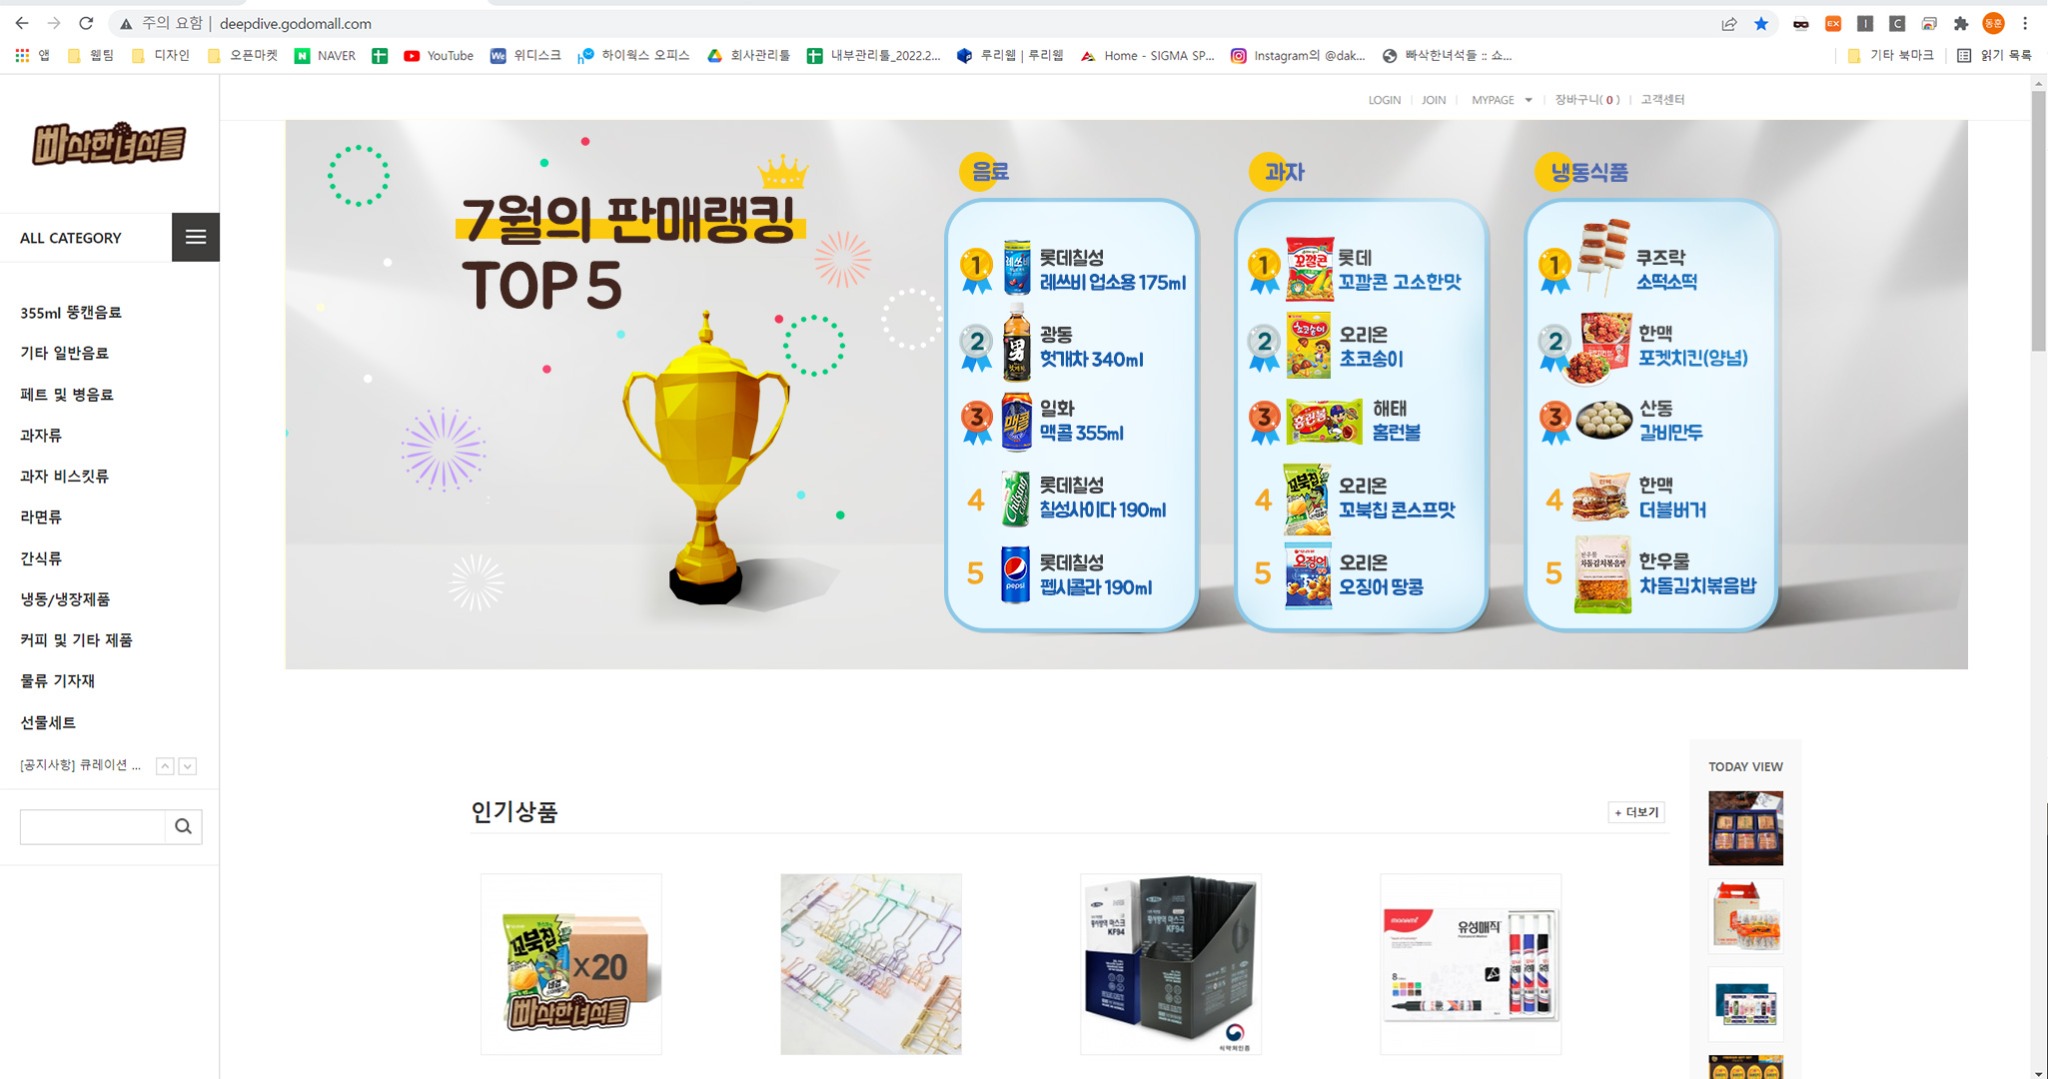 주의 요함 | deepdive.godomall.com
앱
웹팀
디자인
오픈마켓
NAVER
YouTube
위디스크
하이웍스 오피스
회사관리툴
내부관리툴_2022.2...
루리웹 | 루리웹
Home - SIGMA SP...
Instagram의 @dak...
빠삭한녀석들 :: 쇼...
기타 북마크
읽기 목록
동훈
LOGIN
JOIN
MYPAGE
장바구니( 0 )
고객센터
빠삭한녀석들
ALL CATEGORY
355ml 뚱캔음료
기타 일반음료
페트 및 병음료
과자류
과자 비스킷류
라면류
간식류
냉동/냉장제품
커피 및 기타 제품
물류 기자재
선물세트
[공지사항] 큐레이션 ...
7월의 판매랭킹
TOP 5
음료
1
롯데칠성
레쓰비 업소용 175ml
2
광동
헛개차 340ml
3
일화
맥콜 355ml
4
롯데칠성
칠성사이다 190ml
5
롯데칠성
펩시콜라 190ml
과자
1
롯데
꼬깔콘 고소한맛
2
오리온
초코송이
3
해태
홈런볼
4
오리온
꼬북칩 콘스프맛
5
오리온
오징어 땅콩
냉동식품
1
쿠즈락
소떡소떡
2
한맥
포켓치킨(양념)
3
산동
갈비만두
4
한맥
더블버거
5
한우물
차돌김치볶음밥
인기상품
+ 더보기
TODAY VIEW
꼬북칩
x20
빠삭한녀석들
KF94
KF94
식약처인증
monami
유성매직